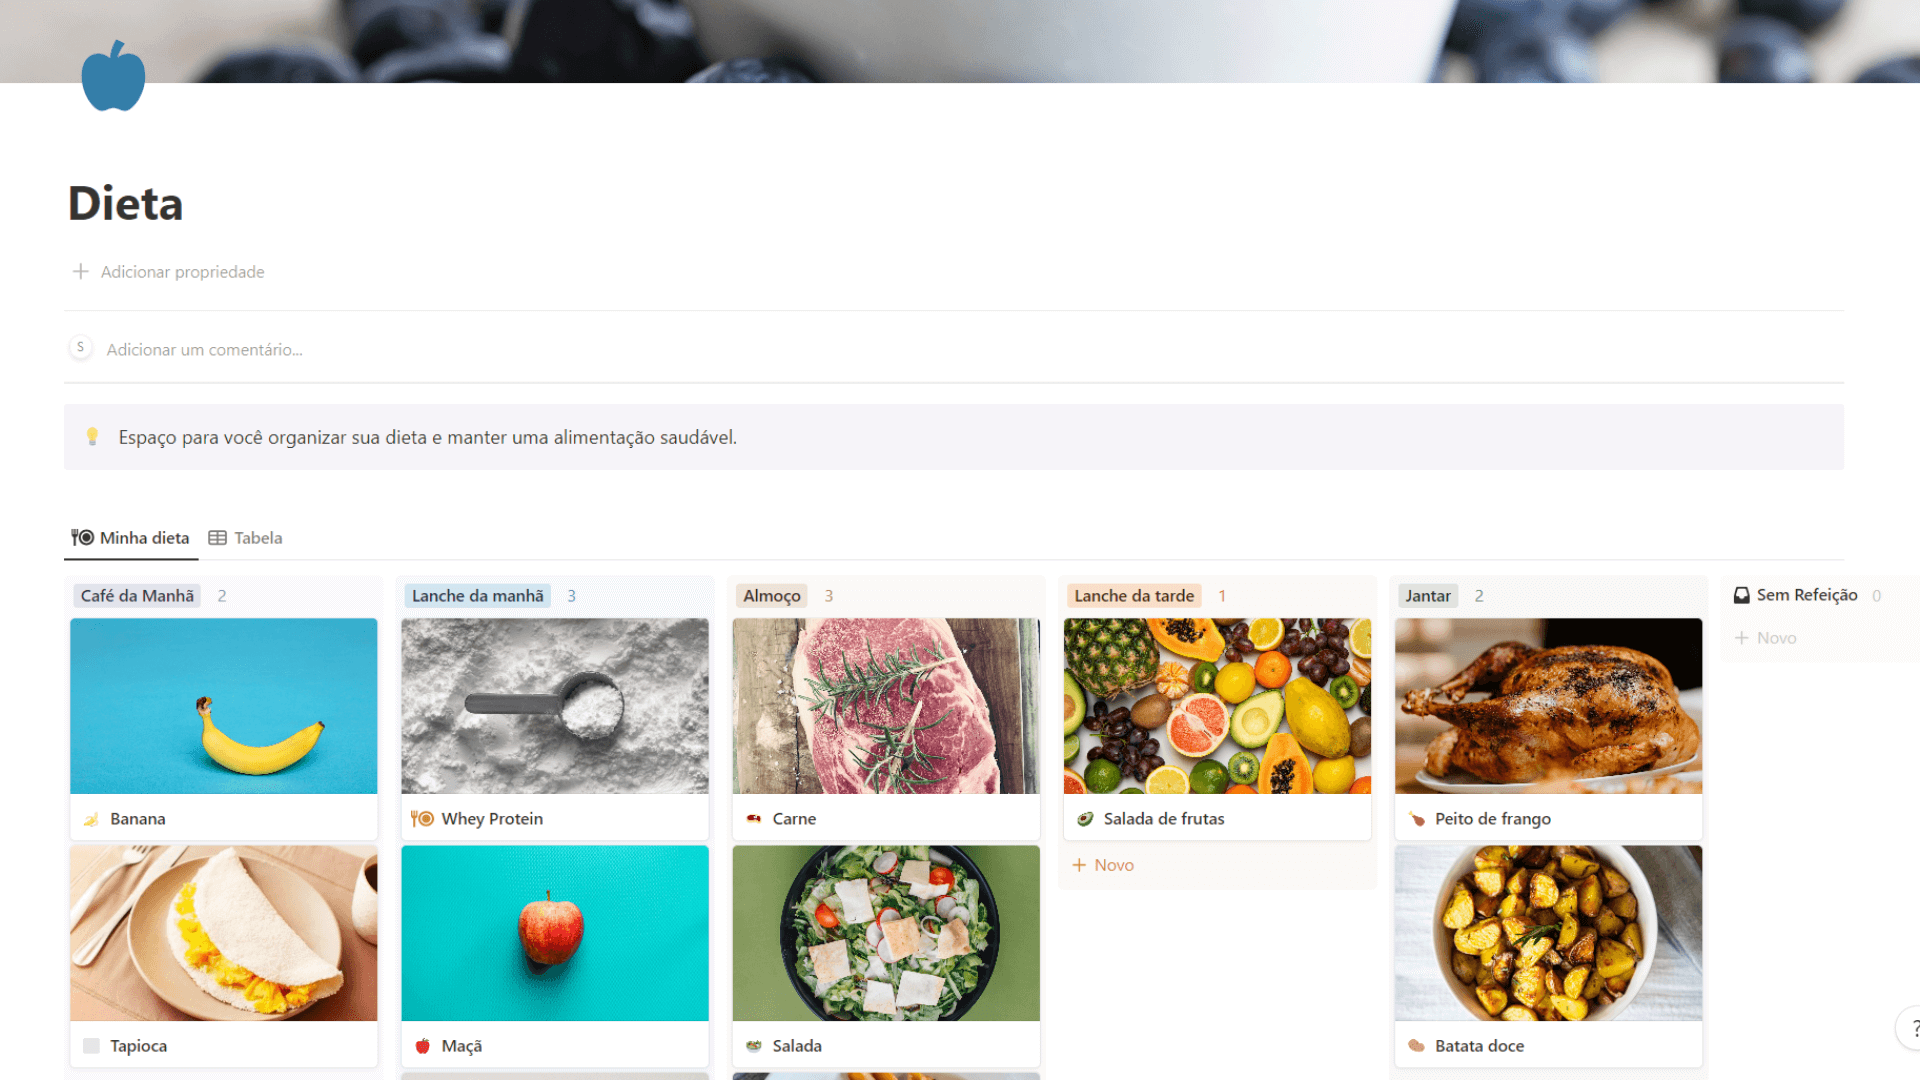 Dieta
Adicionar propriedade
S
Adicionar um comentário...
Espaço para você organizar sua dieta e manter uma alimentação saudável.
Minha dieta
Tabela
Café da Manhã 2
Lanche da manhã 3
Almoço 3
Lanche da tarde 1
Jantar 2
Sem Refeição 0
+ Novo
Banana
Whey Protein
Carne
Salada de frutas
Peito de frango
+ Novo
Tapioca
Maçã
Salada
Batata doce
?